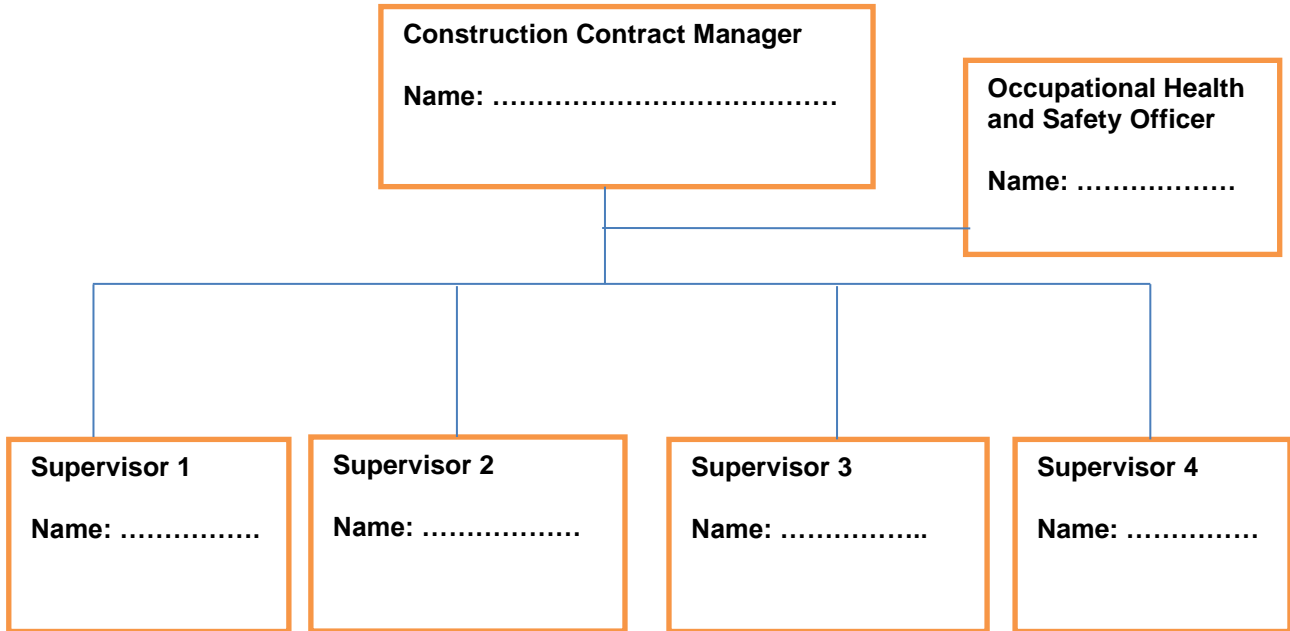 Construction Contract Manager
Name: …………………………………
Occupational Health
and Safety Officer
Name: ………………
Supervisor 1
Name: …………….
Supervisor 2
Name: ………………
Supervisor 3
Name: ……………..
Supervisor 4
Name: ……………